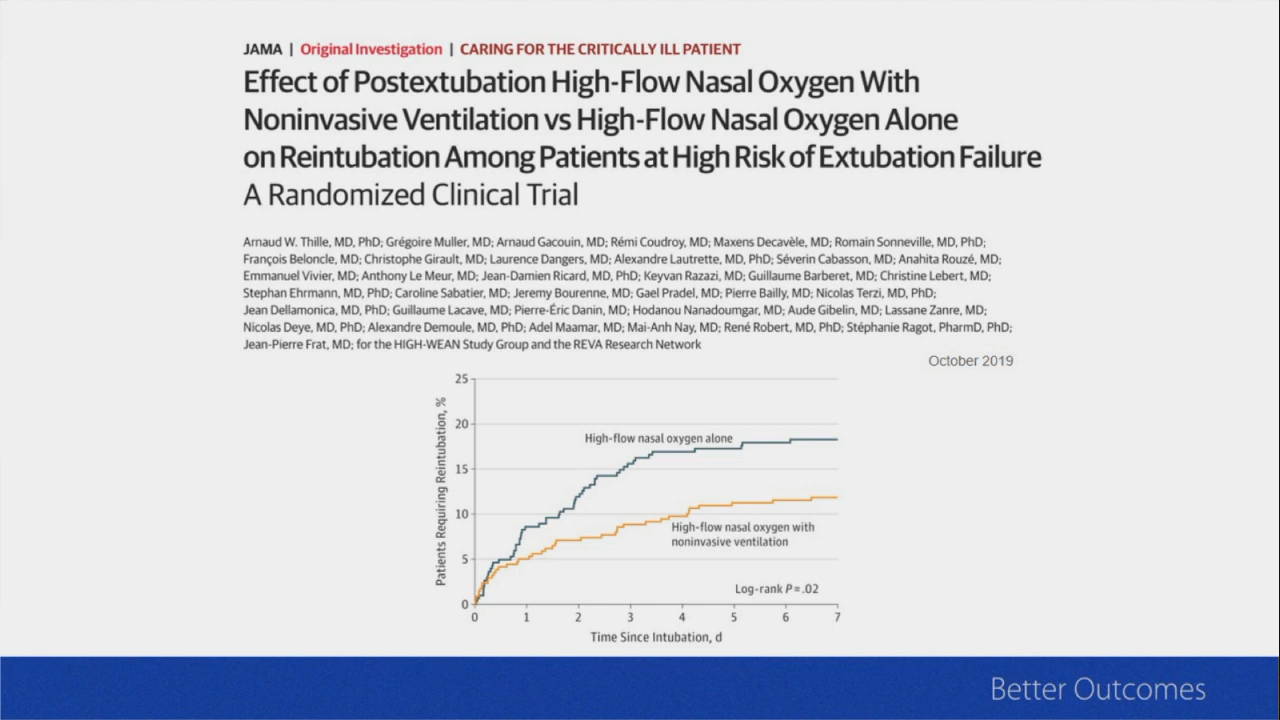 JAMA | Original Investigation | CARING FOR THE CRITICALLY ILL PATIENT
Effect of Postextubation High-Flow Nasal Oxygen With
Noninvasive Ventilation vs High-Flow Nasal Oxygen Alone
on Reintubation Among Patients at High Risk of Extubation Failure
A Randomized Clinical Trial
Arnaud W. Thille, MD, PhD; Grégoire Muller, MD; Arnaud Gacouin, MD; Rémi Coudroy, MD; Maxens Decavèle, MD; Romain Sonneville, MD, PhD;
François Beloncle, MD; Christophe Girault, MD; Laurence Dangers, MD; Alexandre Lautrette, MD, PhD; Séverin Cabasson, MD; Anahita Rouzé, MD;
Emmanuel Vivier, MD; Anthony Le Meur, MD; Jean-Damien Ricard, MD, PhD; Keyvan Razazi, MD; Guillaume Barberet, MD; Christine Lebert, MD;
Stephan Ehrmann, MD, PhD; Caroline Sabatier, MD; Jeremy Bourenne, MD; Gael Pradel, MD; Pierre Bailly, MD; Nicolas Terzi, MD, PhD;
Jean Dellamonica, MD, PhD; Guillaume Lacave, MD; Pierre-Éric Danin, MD; Hodanou Nanadoumgar, MD; Aude Gibelin, MD; Lassane Zanre, MD;
Nicolas Deye, MD, PhD; Alexandre Demoule, MD, PhD; Adel Maamar, MD; Mai-Anh Nay, MD; René Robert, MD, PhD; Stéphanie Ragot, PharmD, PhD;
Jean-Pierre Frat, MD; for the HIGH-WEAN Study Group and the REVA Research Network
October 2019
Patients Requiring Reintubation, %
25
20
15
10
5
0
High-flow nasal oxygen alone
High-flow nasal oxygen with
noninvasive ventilation
Log-rank P = .02
0 1 2 3 4 5 6 7
Time Since Intubation, d
Better Outcomes